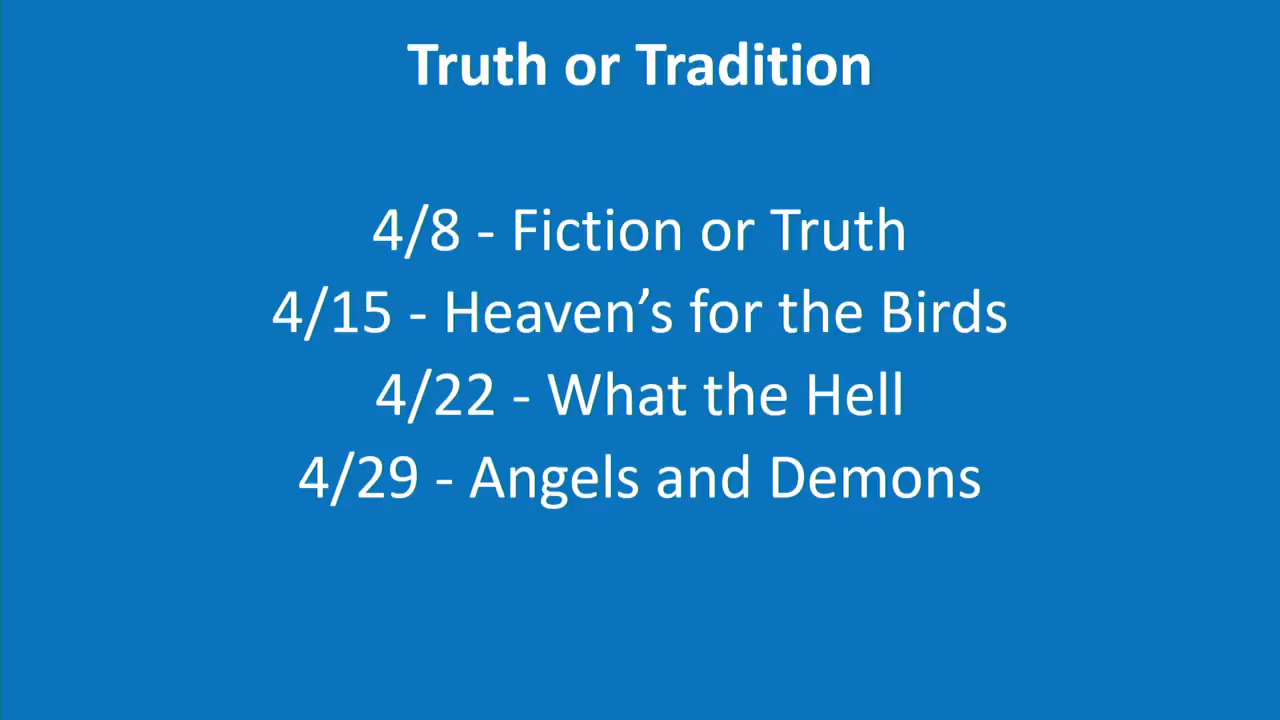 Truth or Tradition
4/8 - Fiction or Truth
4/15 - Heaven’s for the Birds
4/22 - What the Hell
4/29 - Angels and Demons